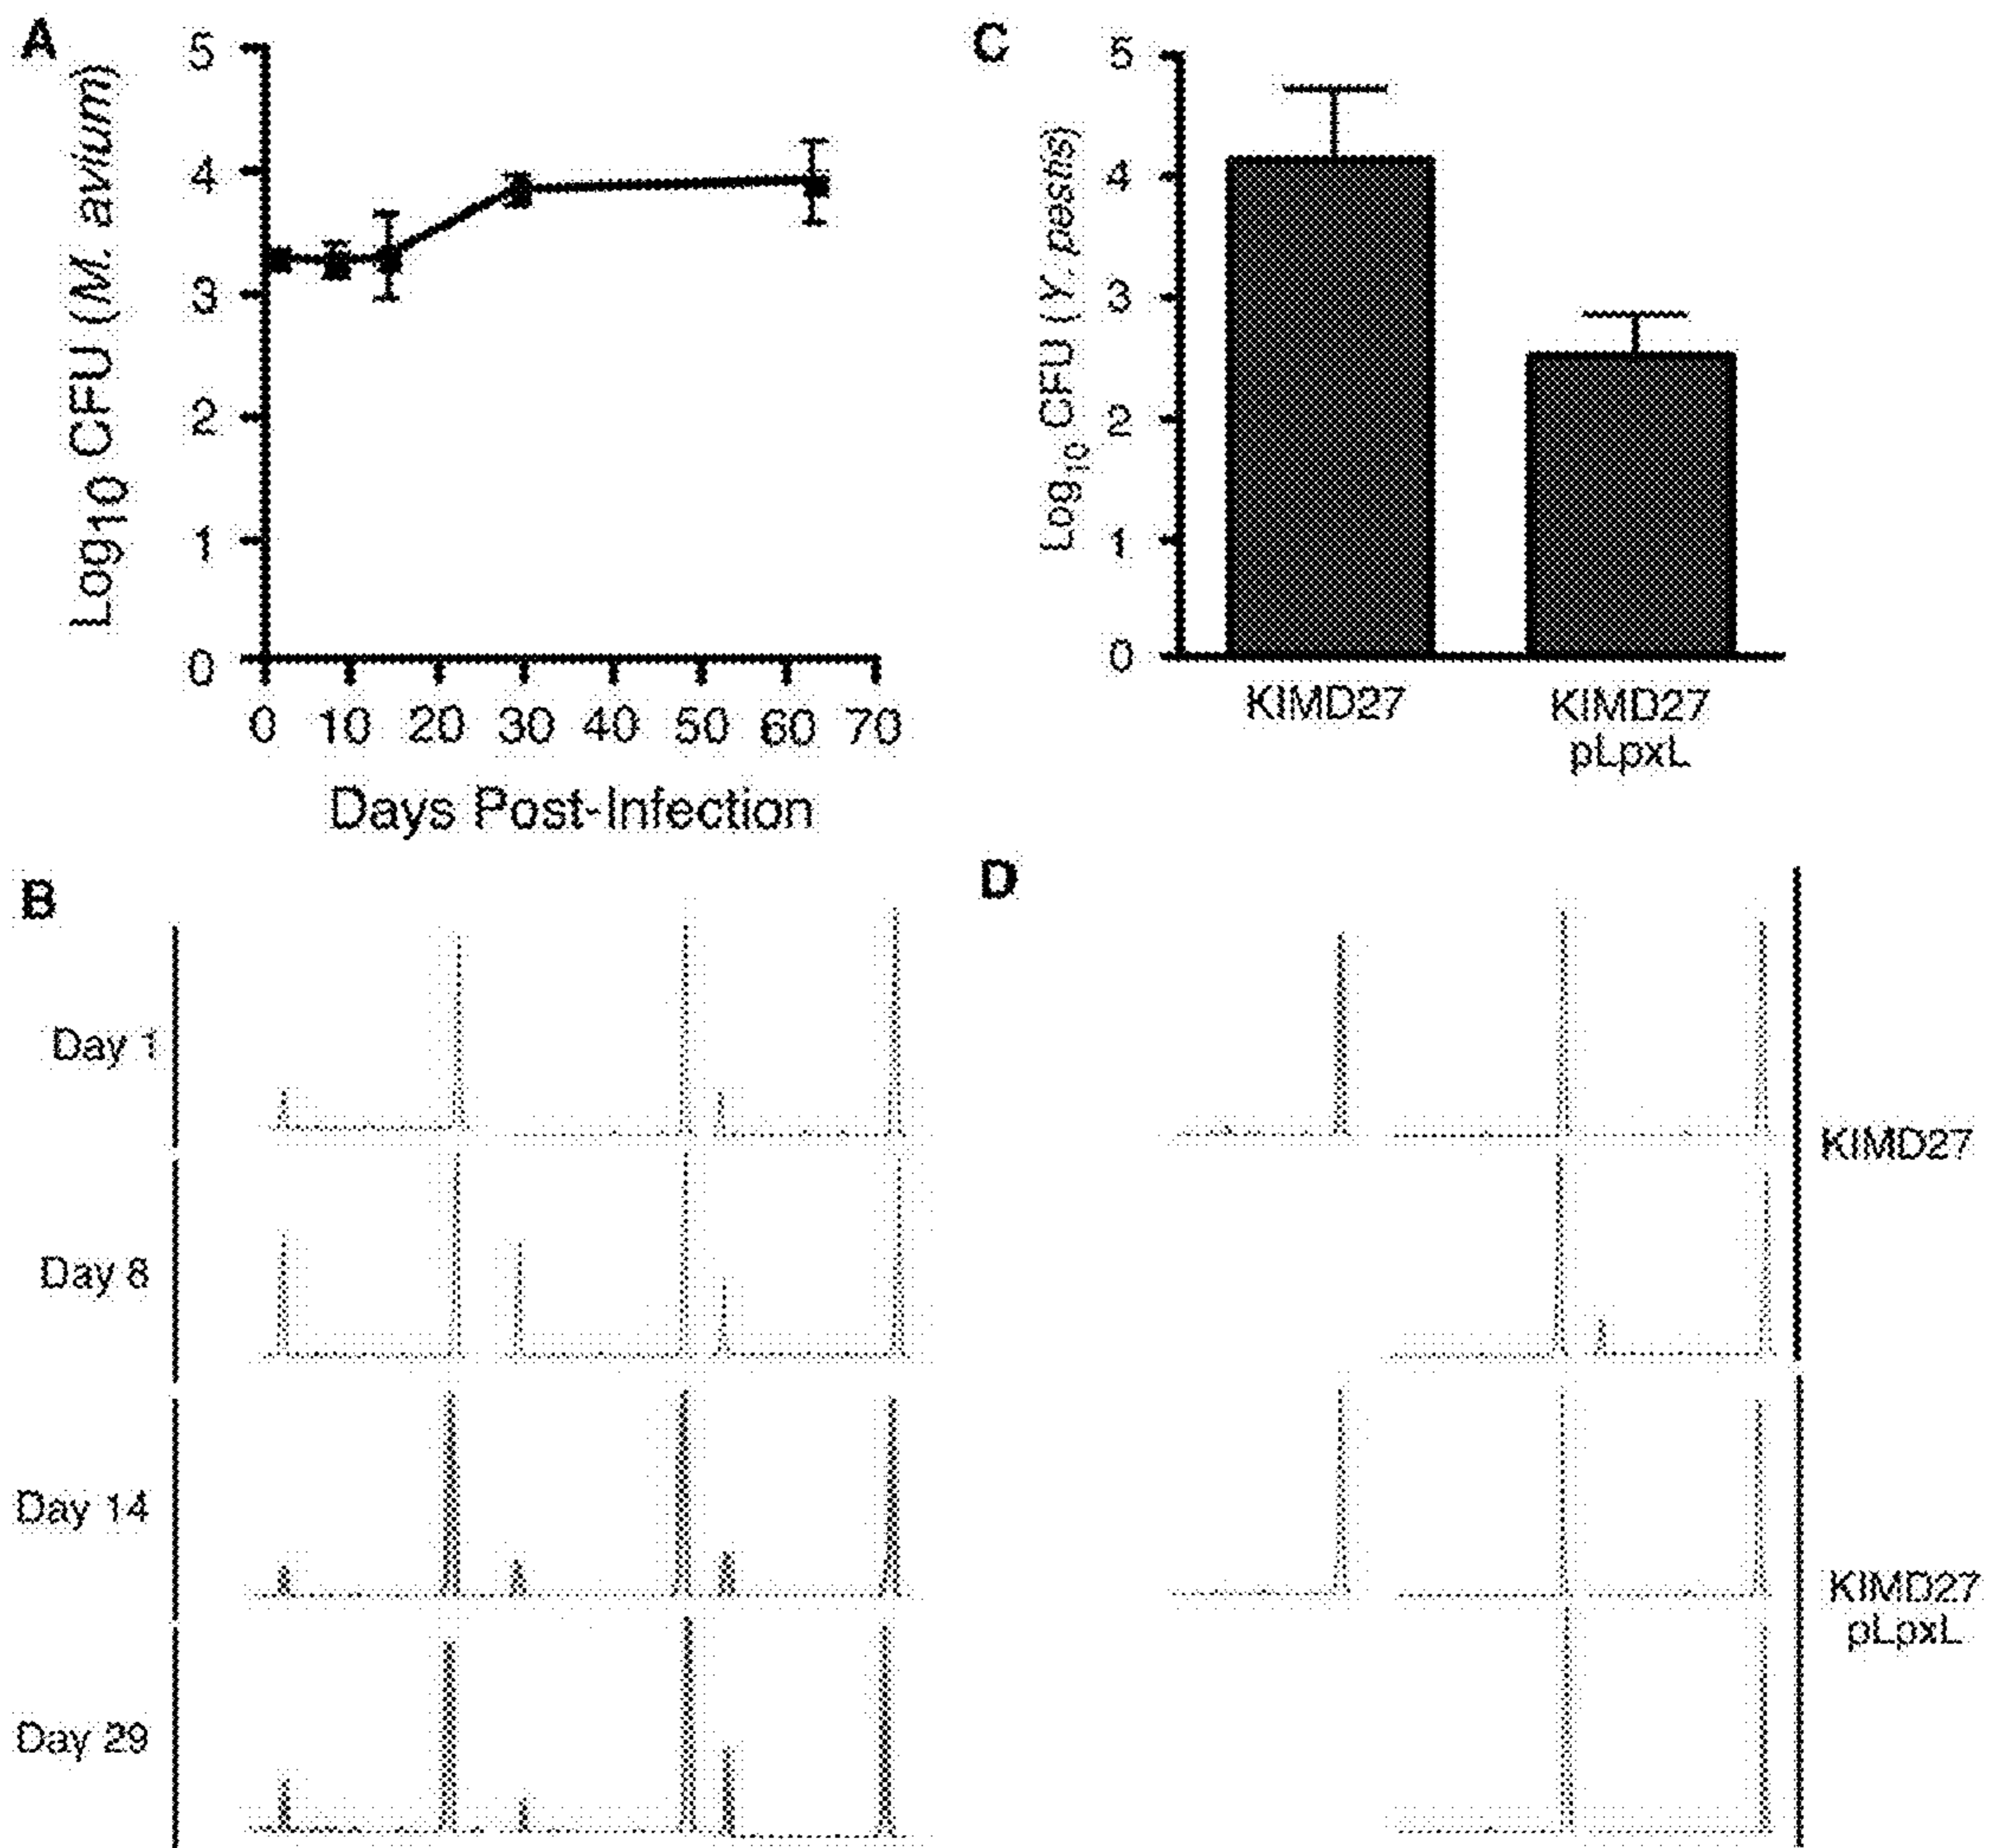 A
5
4
3
2
1
0
Log10 CFU (M. avium)
0 10 20 30 40 50 60 70
Days Post-Infection
C
5
4
3
2
1
0
Log10 CFU (Y. pestis)
KIMD27
KIMD27
pLpxL
B
Day 1
Day 8
Day 14
Day 29
D
KIMD27
KIMD27
pLpxL